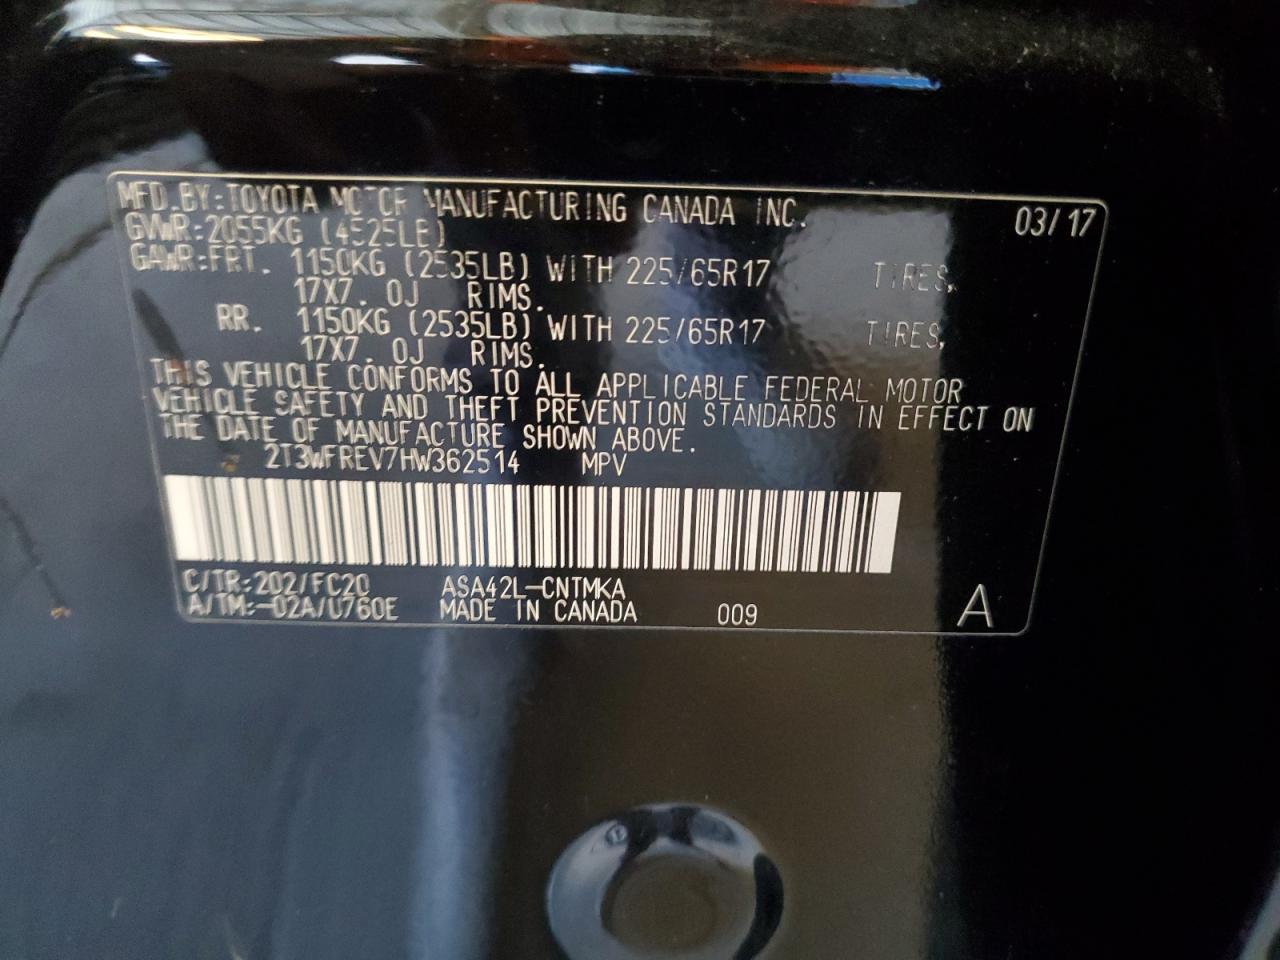 MFD.BY:TOYOTA MOTOR MANUFACTURING CANADA INC. 03/17
GVWR:2055KG (4525LB)
GAWR:FRT. 1150KG (2535LB) WITH 225/65R17 TIRES,
17X7.0J RIMS.
RR. 1150KG (2535LB) WITH 225/65R17 TIRES,
17X7.0J RIMS.
THIS VEHICLE CONFORMS TO ALL APPLICABLE FEDERAL MOTOR
VEHICLE SAFETY AND THEFT PREVENTION STANDARDS IN EFFECT ON
THE DATE OF MANUFACTURE SHOWN ABOVE.
2T3WFREV7HW362514 MPV
C/TR:202/FC20 ASA42L-CNTMKA
A/TM:-02A/U760E MADE IN CANADA 009 A